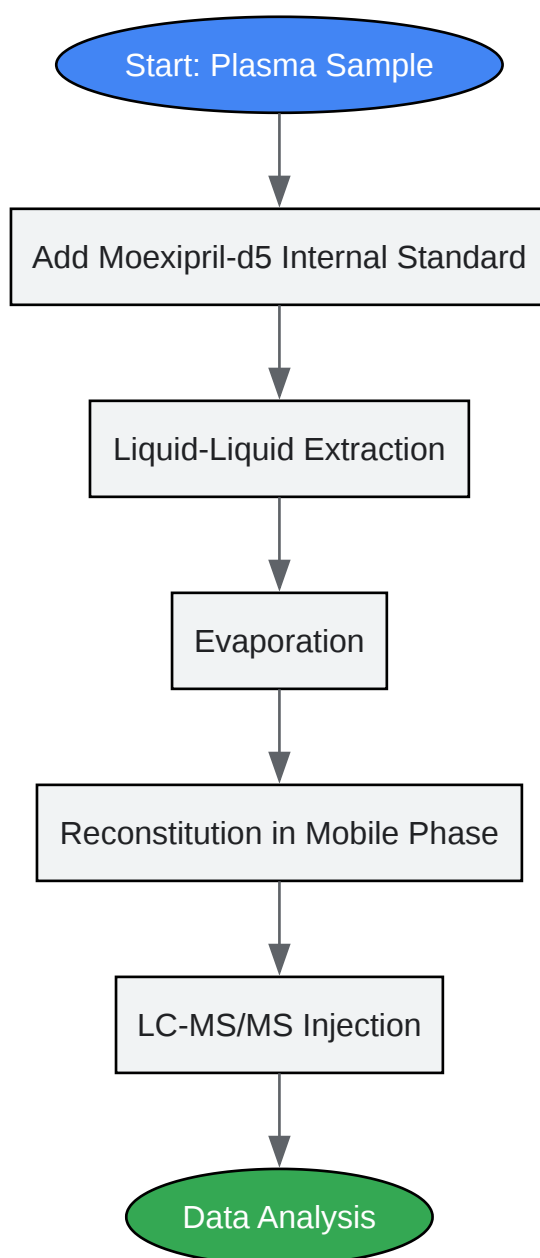 Start: Plasma Sample
Add Moexipril-d5 Internal Standard
Liquid-Liquid Extraction
Evaporation
Reconstitution in Mobile Phase
LC-MS/MS Injection
Data Analysis